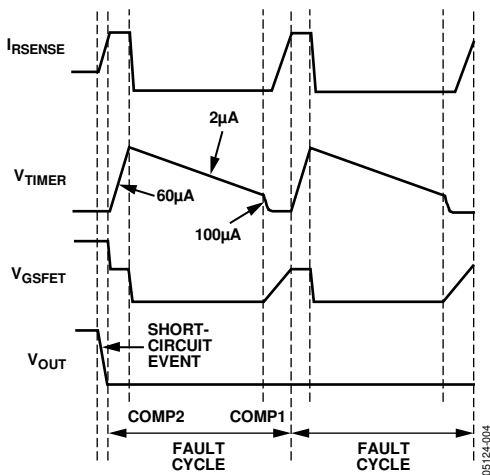 IRSENSE
2µA
VTIMER
60µA
100µA
VGSFET
SHORT-
CIRCUIT
EVENT
VOUT
COMP2
COMP1
FAULT
CYCLE
FAULT
CYCLE
05124-004